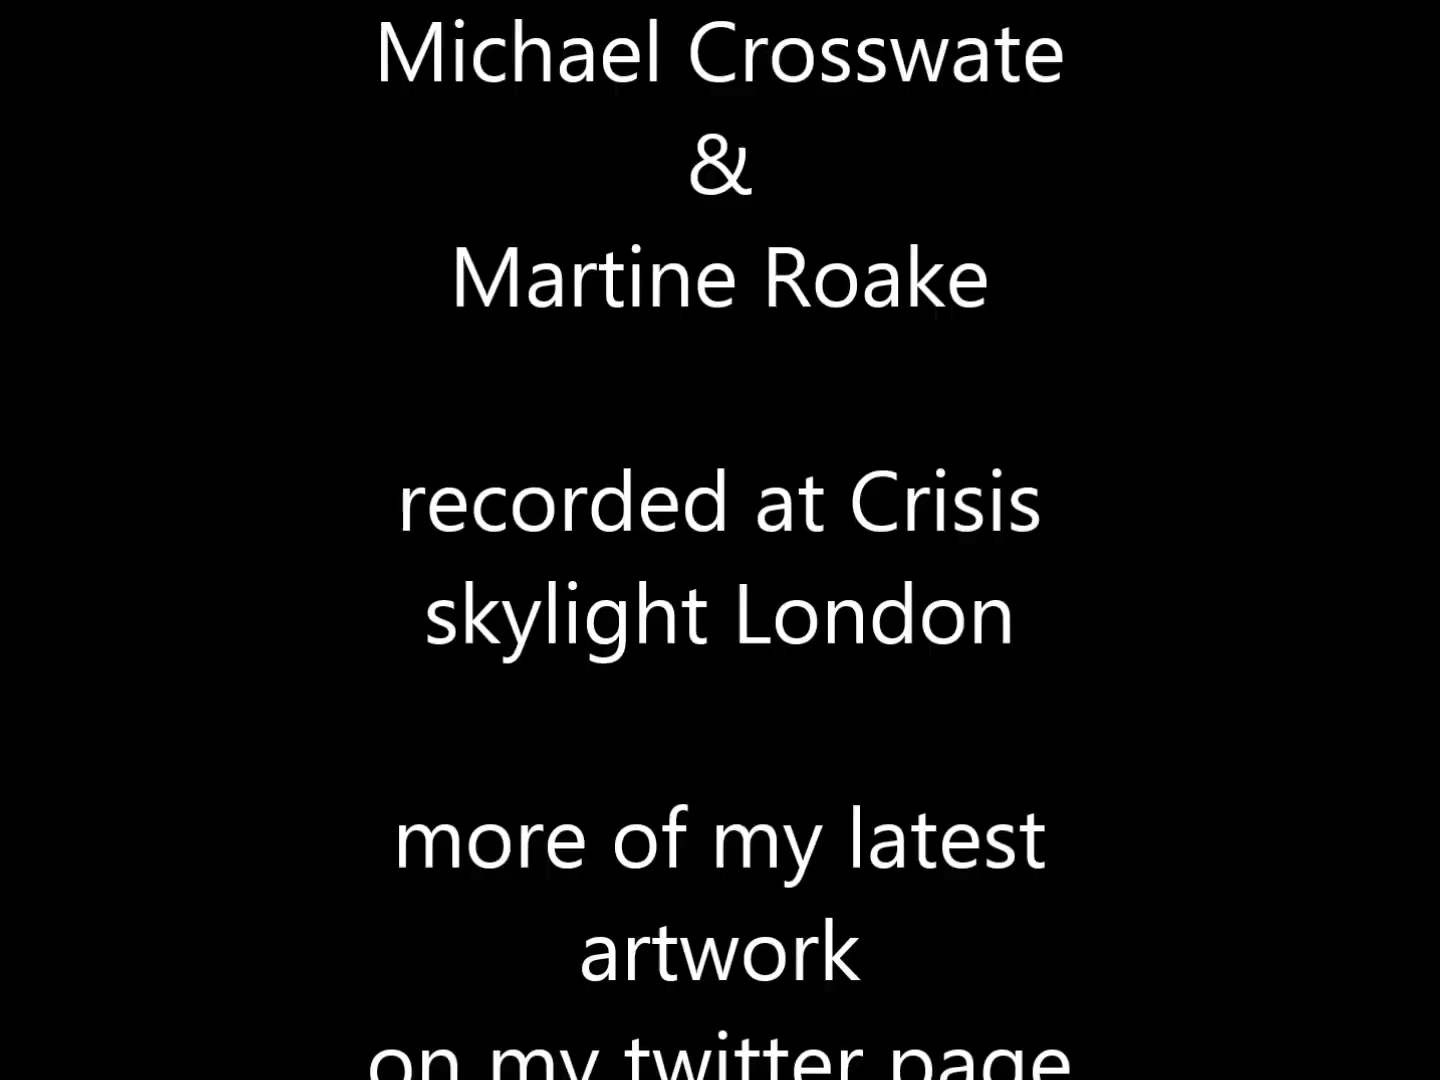 Michael Crosswate
&
Martine Roake
recorded at Crisis
skylight London
more of my latest
artwork
on my twitter page